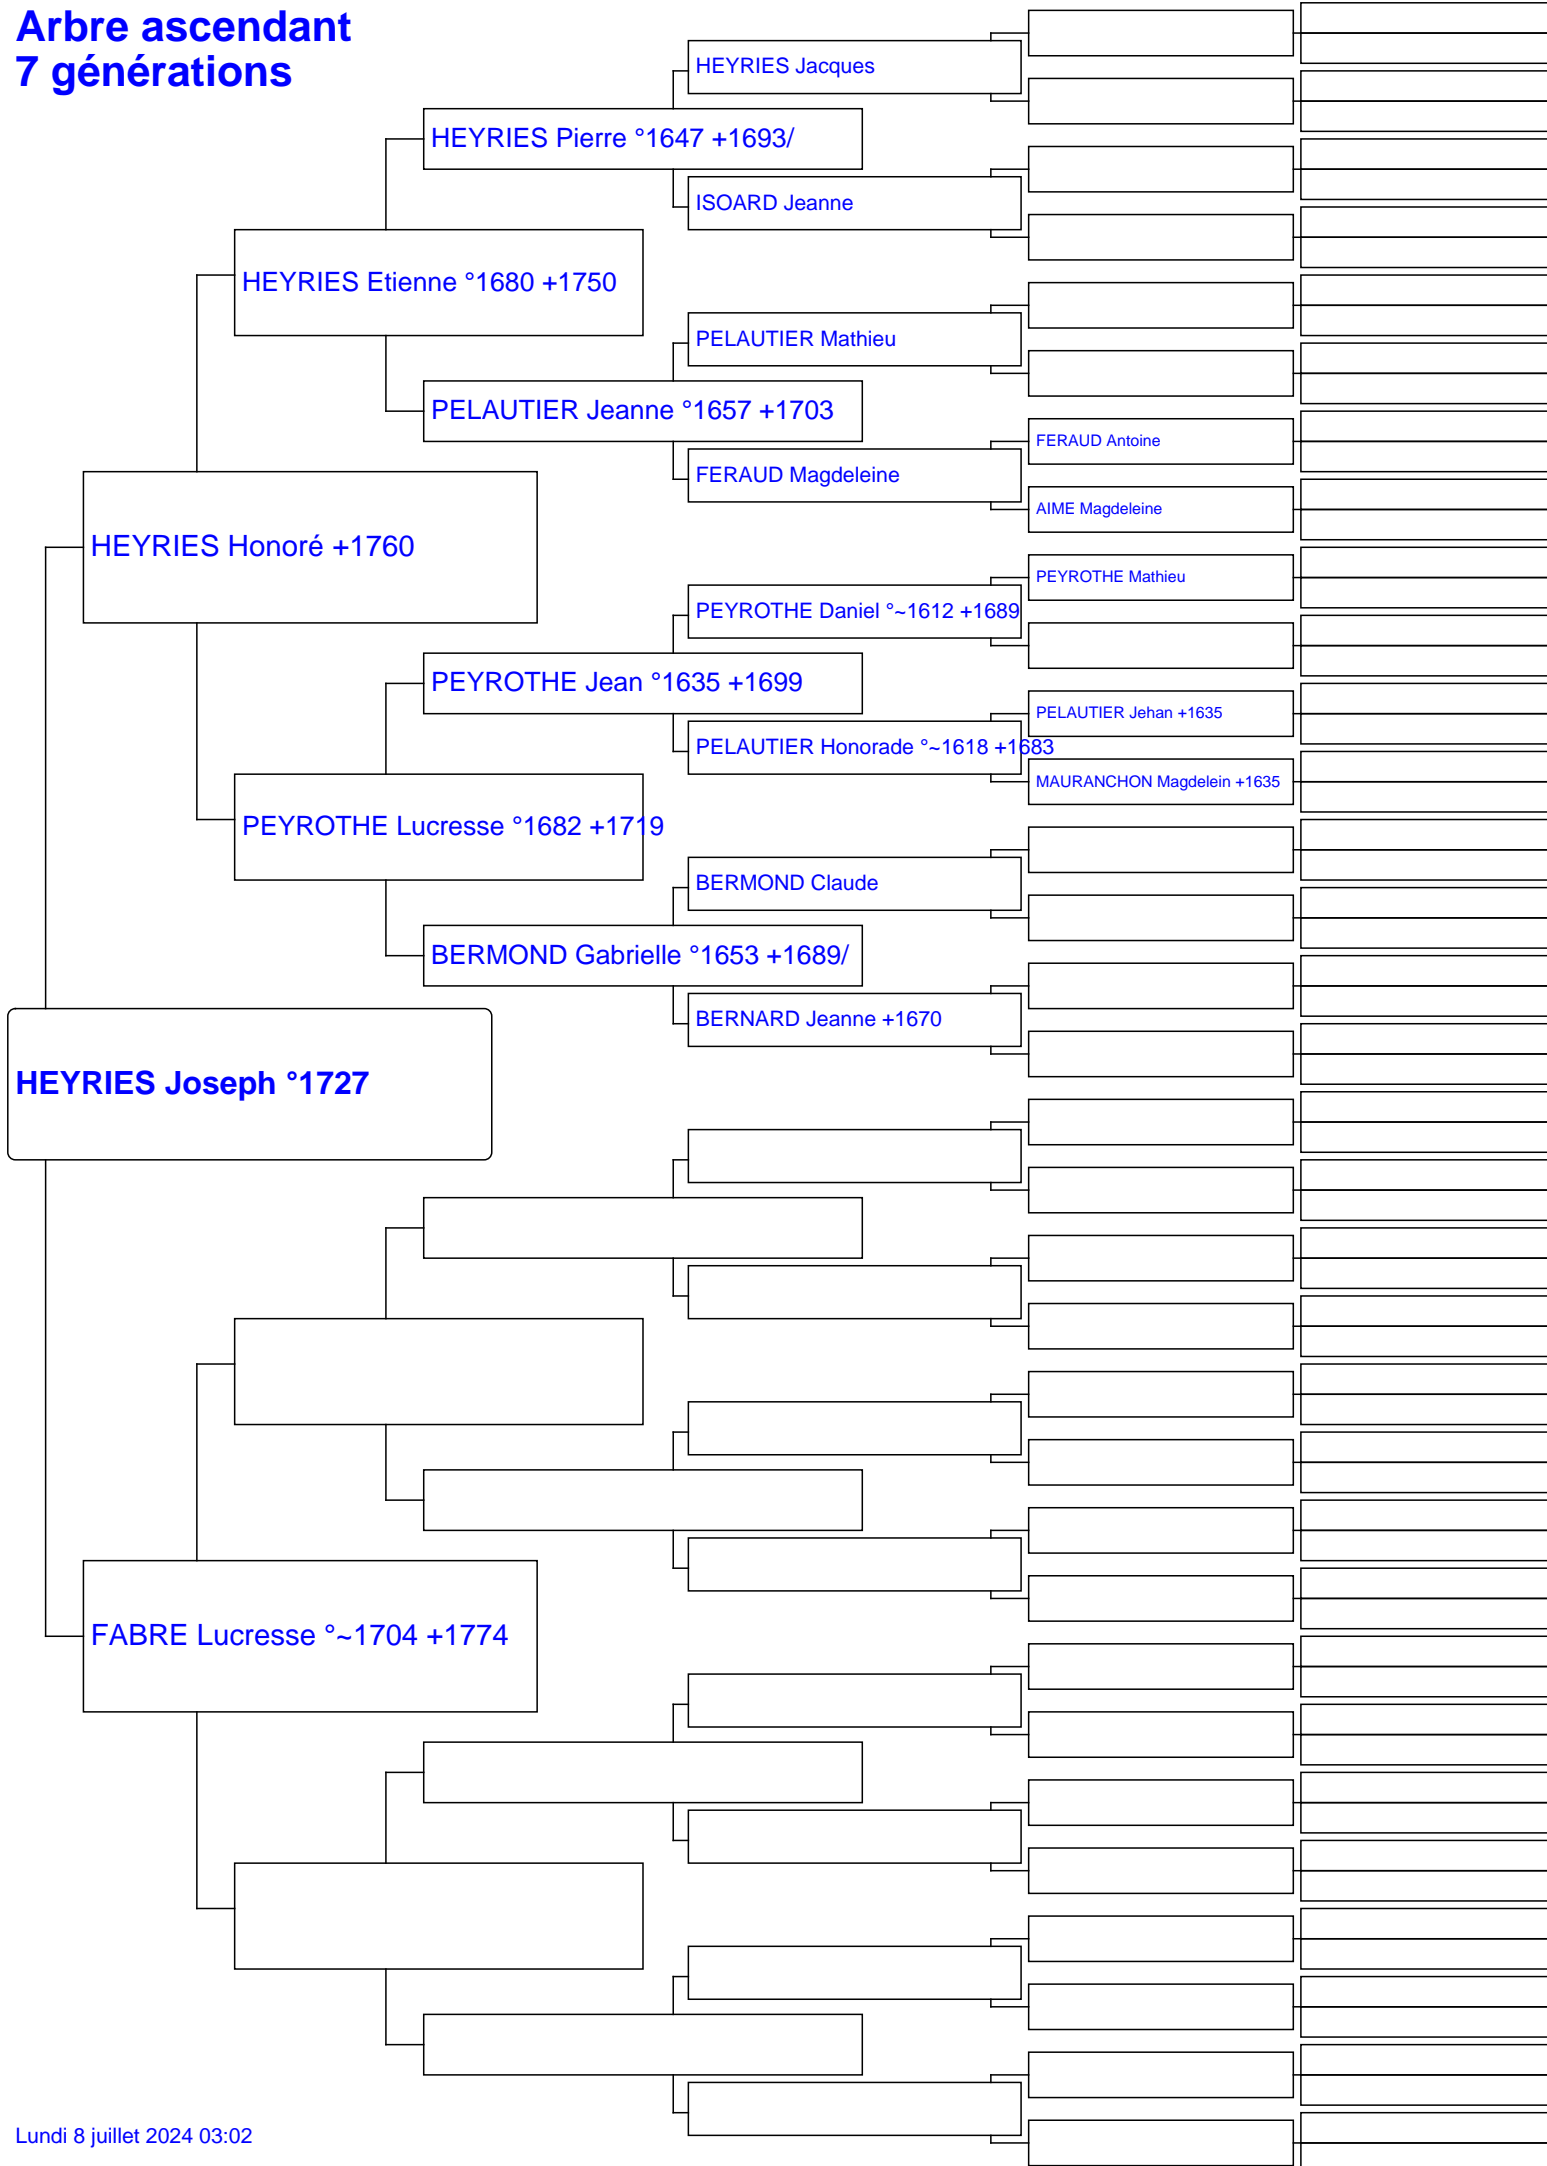 Arbre ascendant
7 générations
HEYRIES Jacques
HEYRIES Pierre °1647 +1693/
ISOARD Jeanne
HEYRIES Etienne °1680 +1750
PELAUTIER Mathieu
PELAUTIER Jeanne °1657 +1703
FERAUD Antoine
FERAUD Magdeleine
AIME Magdeleine
HEYRIES Honoré +1760
PEYROTHE Mathieu
PEYROTHE Daniel °~1612 +1689
PEYROTHE Jean °1635 +1699
PELAUTIER Jehan +1635
PELAUTIER Honorade °~1618 +1683
MAURANCHON Magdelein +1635
PEYROTHE Lucresse °1682 +1719
BERMOND Claude
BERMOND Gabrielle °1653 +1689/
BERNARD Jeanne +1670
HEYRIES Joseph °1727
FABRE Lucresse °~1704 +1774
Lundi 8 juillet 2024 03:02